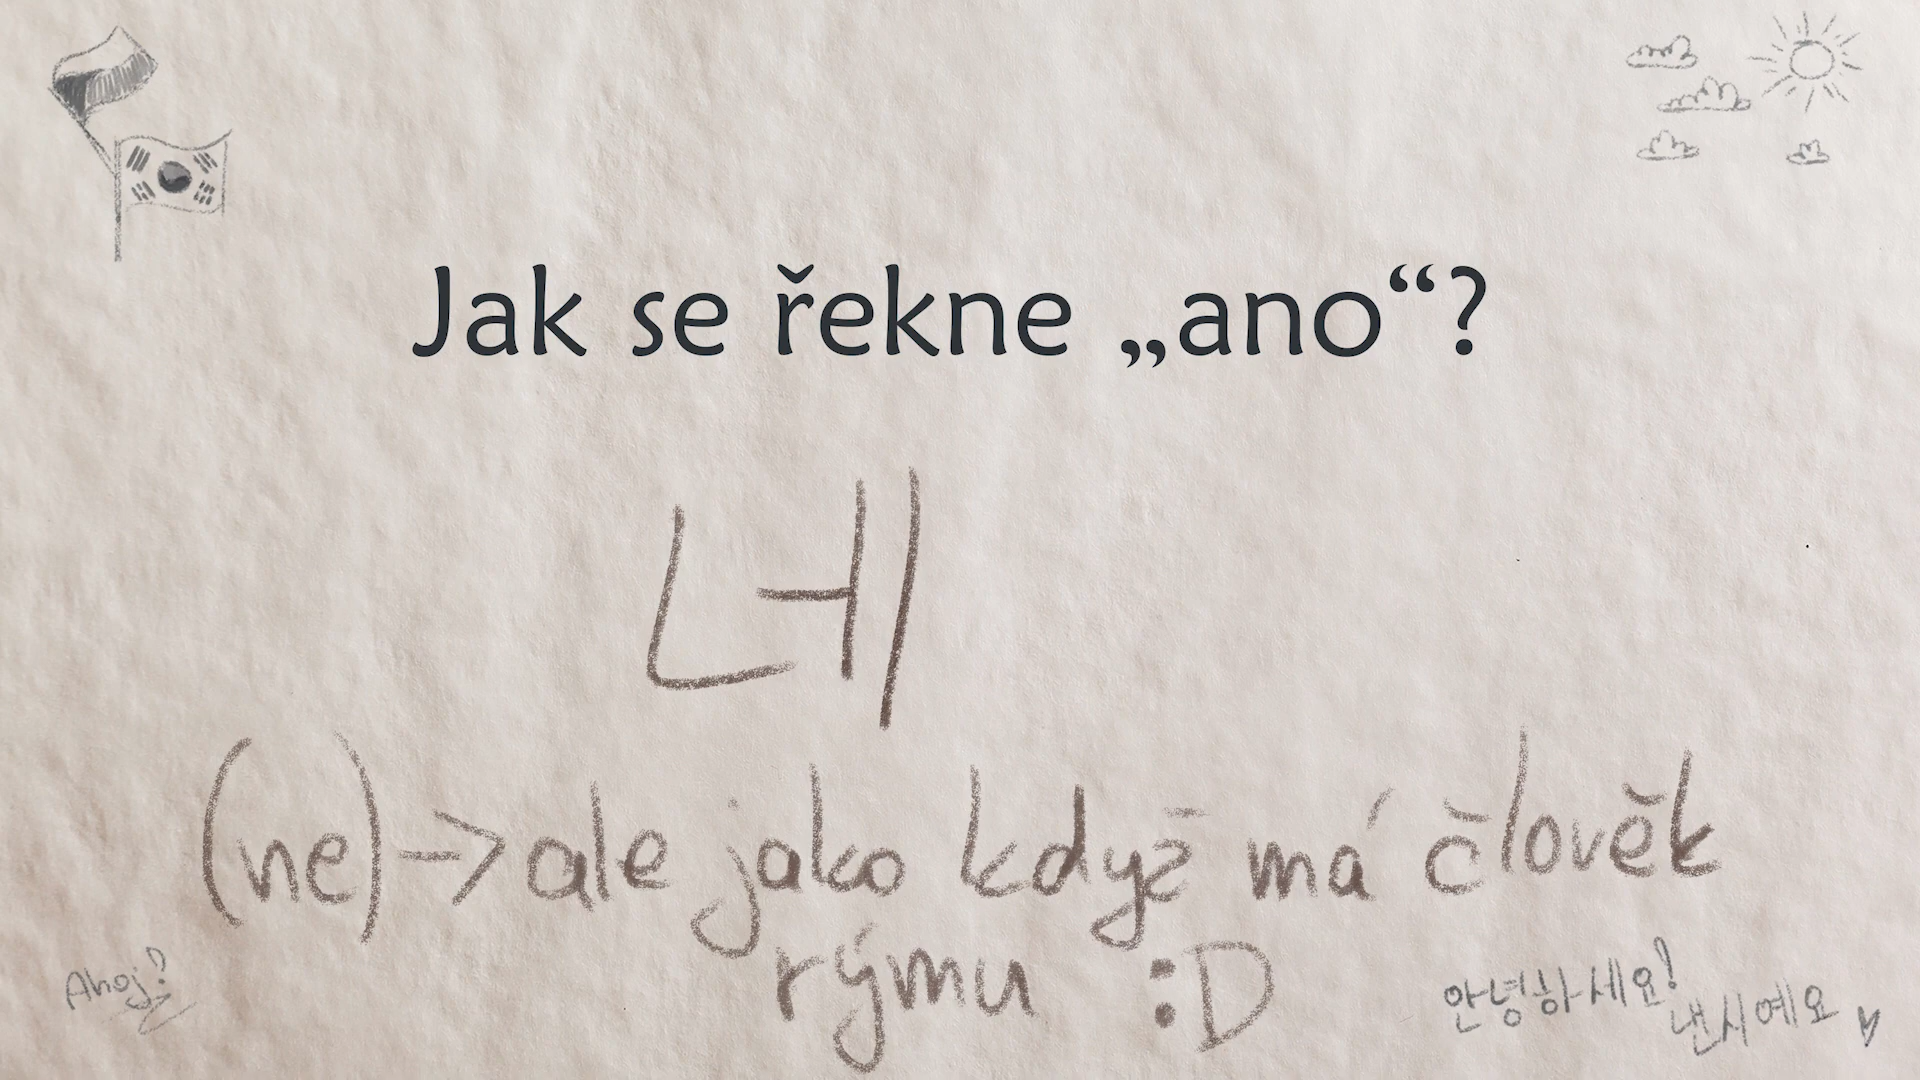 Jak se řekne „ano“?
네
(ne) -> ale jako když má člověk
rýmu :D
Ahoj?
안녕하세요!
낸시예요